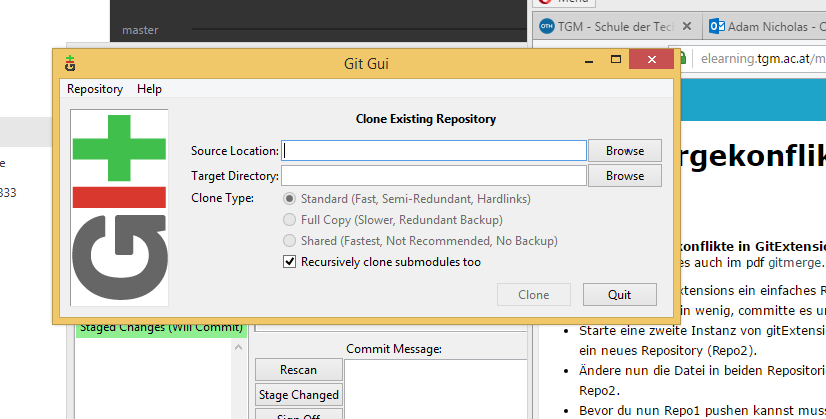 Menü
master
TGM - Schule der Tec
Adam Nicholas - O
elearning.tgm.ac.at/m
Git Gui
Repository Help
Clone Existing Repository
Source Location:
Browse
Target Directory:
Browse
Clone Type:
Standard (Fast, Semi-Redundant, Hardlinks)
Full Copy (Slower, Redundant Backup)
Shared (Fastest, Not Recommended, No Backup)
Recursively clone submodules too
Clone
Quit
GIT
e
833
rgekonflik
konflikte in GitExtension
es auch im pdf gitmerge.
xtensions ein einfaches R
in wenig, committe es un
Starte eine zweite Instanz von gitExtensi
ein neues Repository (Repo2).
Ändere nun die Datei in beiden Repositori
Repo2.
Bevor du nun Repo1 pushen kannst muss
Staged Changes (Will Commit)
Commit Message:
Rescan
Stage Changed
Sign Off